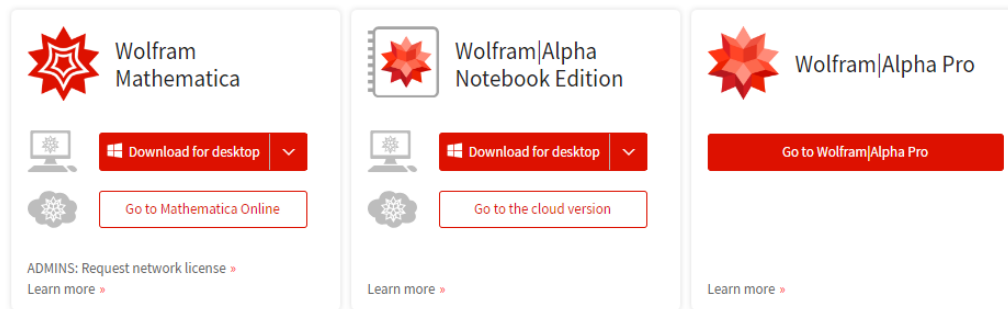 Wolfram
Mathematica
Download for desktop
Go to Mathematica Online
ADMINS: Request network license »
Learn more »
Wolfram|Alpha
Notebook Edition
Download for desktop
Go to the cloud version
Learn more »
Wolfram|Alpha Pro
Go to Wolfram|Alpha Pro
Learn more »